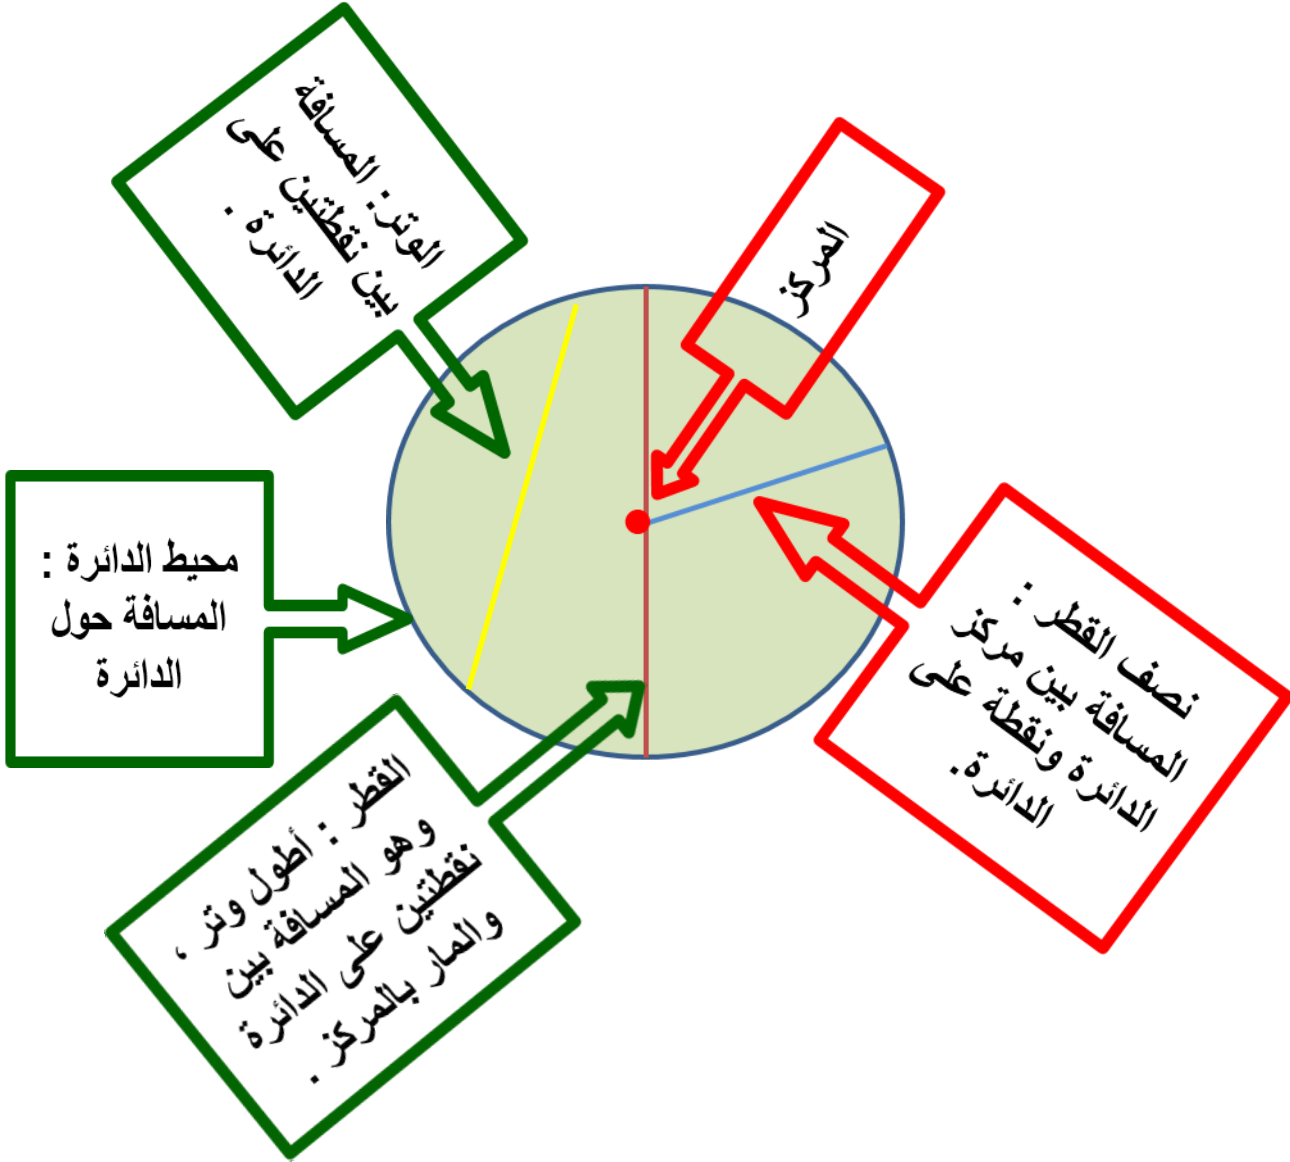 الوتر: المسافة
بين نقطتين على
الدائرة .
المركز
محيط الدائرة :
المسافة حول
الدائرة
نصف القطر :
المسافة بين مركز
الدائرة ونقطة على
الدائرة.
القطر : أطول وتر ،
وهو المسافة بين
نقطتين على الدائرة
والمار بالمركز .